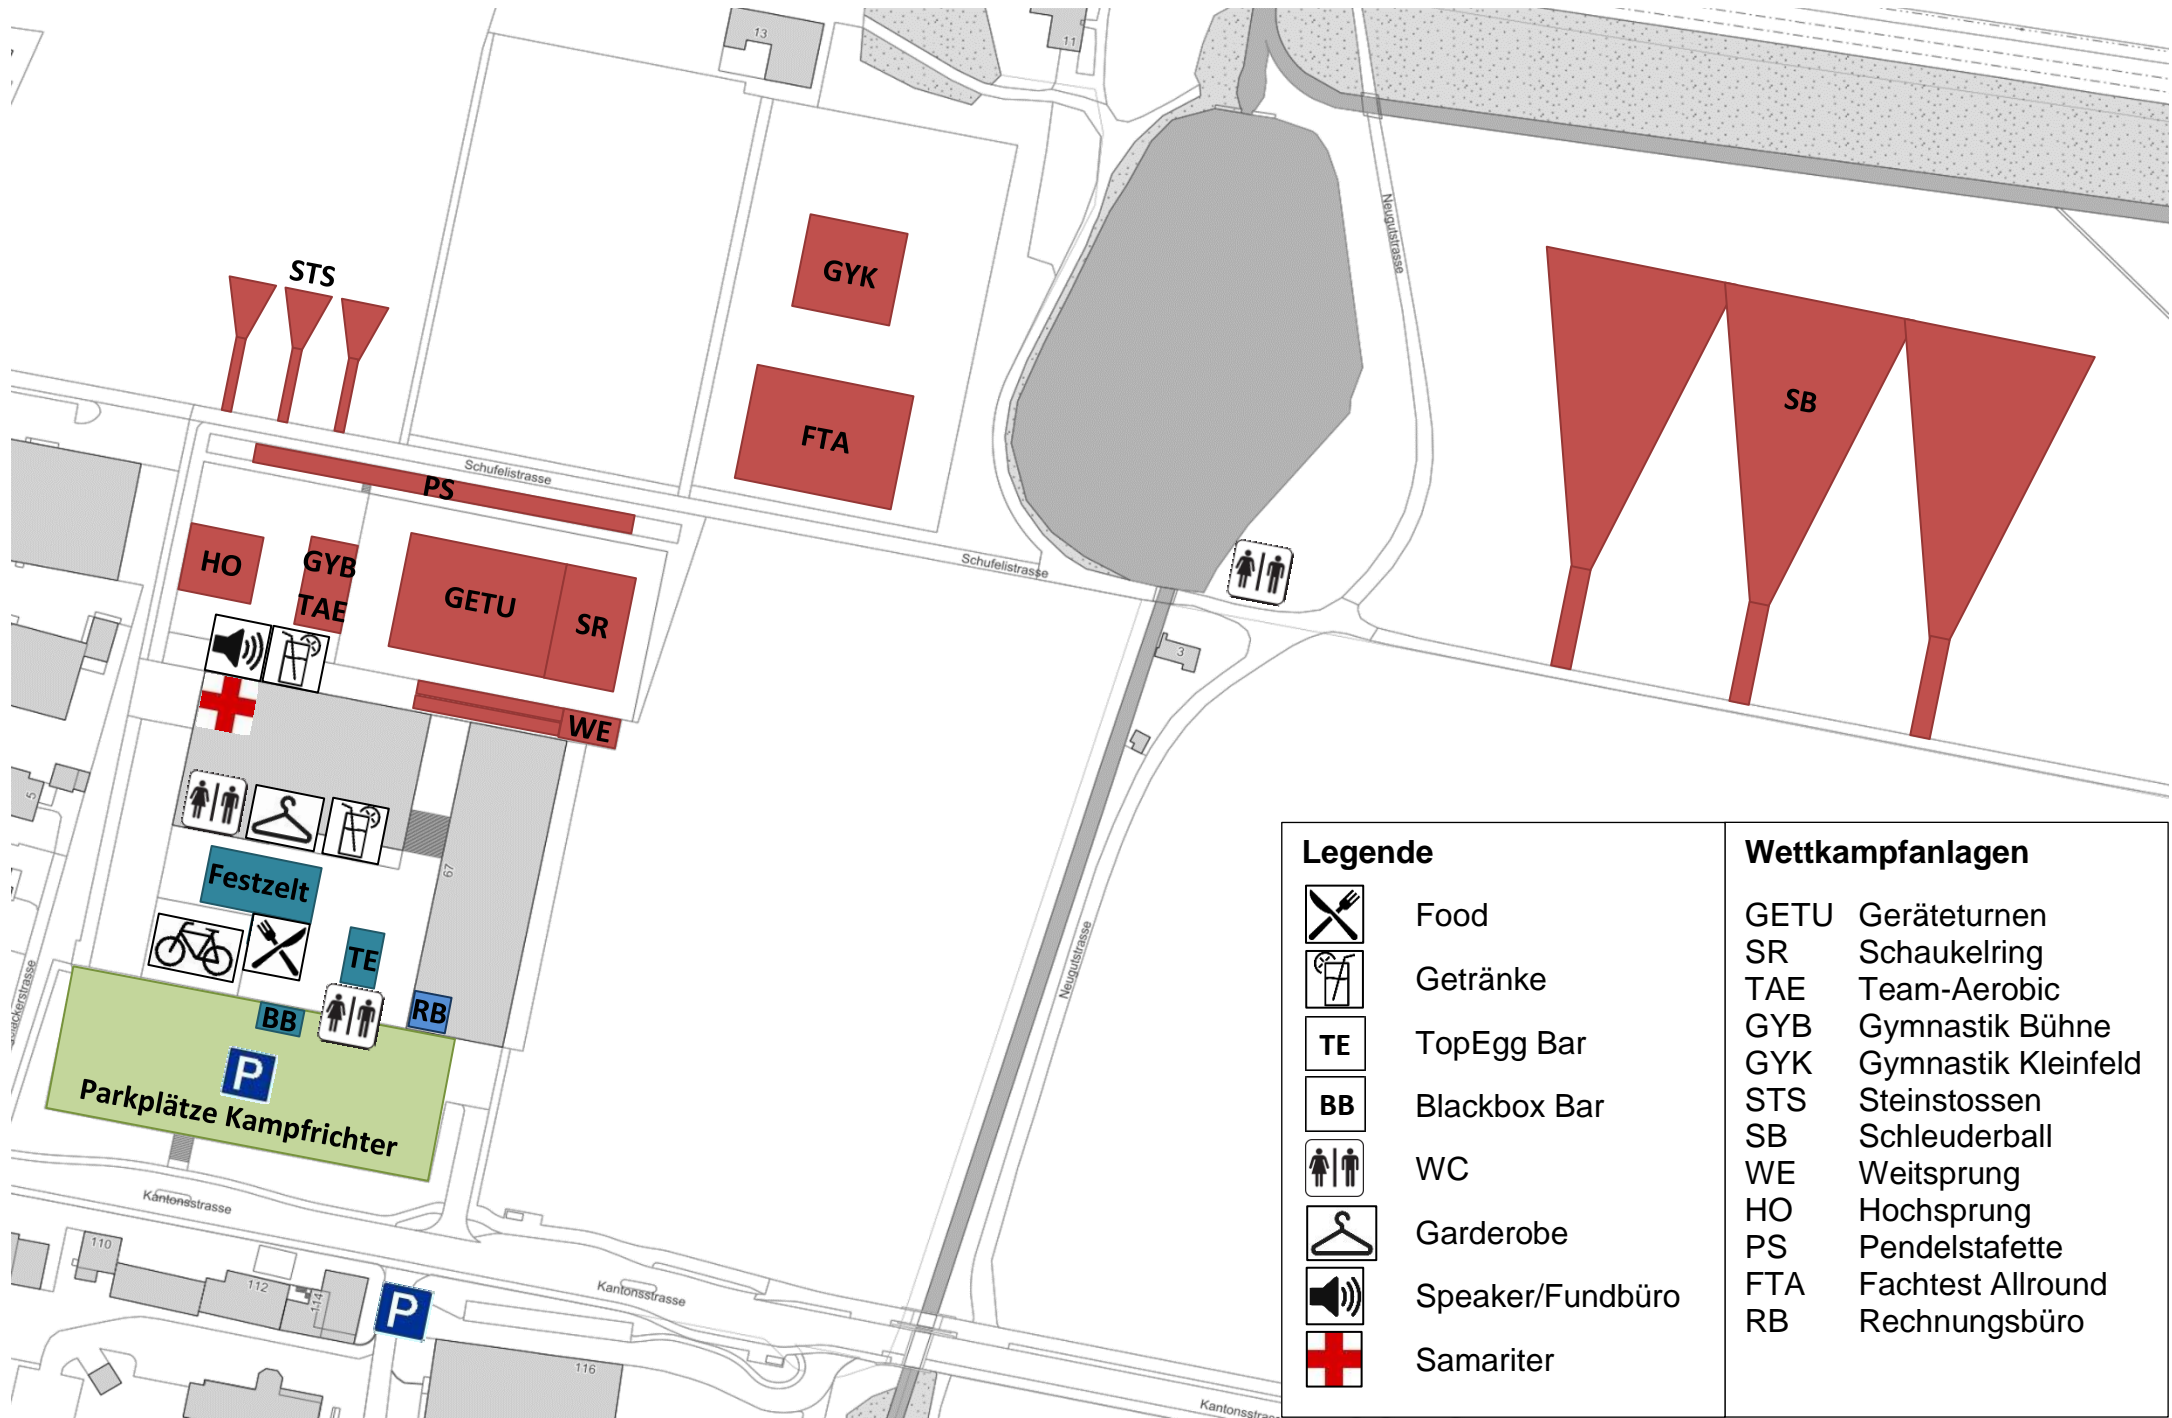 13
11
Neugutstrasse
STS
GYK
SB
FTA
Schufelistrasse
PS
Schufelistrasse
HO
GYB
TAE
GETU
SR
3
WE
5
67
Festzelt
TE
BB
RB
Neugutstrasse
P
Parkplätze Kampfrichter
Kantonsstrasse
110
112
114
P
Kantonsstrasse
116
Legende
Food
Getränke
TE TopEgg Bar
BB Blackbox Bar
WC
Garderobe
Speaker/Fundbüro
Samariter
Wettkampfanlagen
GETU Geräteturnen
SR Schaukelring
TAE Team-Aerobic
GYB Gymnastik Bühne
GYK Gymnastik Kleinfeld
STS Steinstossen
SB Schleuderball
WE Weitsprung
HO Hochsprung
PS Pendelstafette
FTA Fachtest Allround
RB Rechnungsbüro